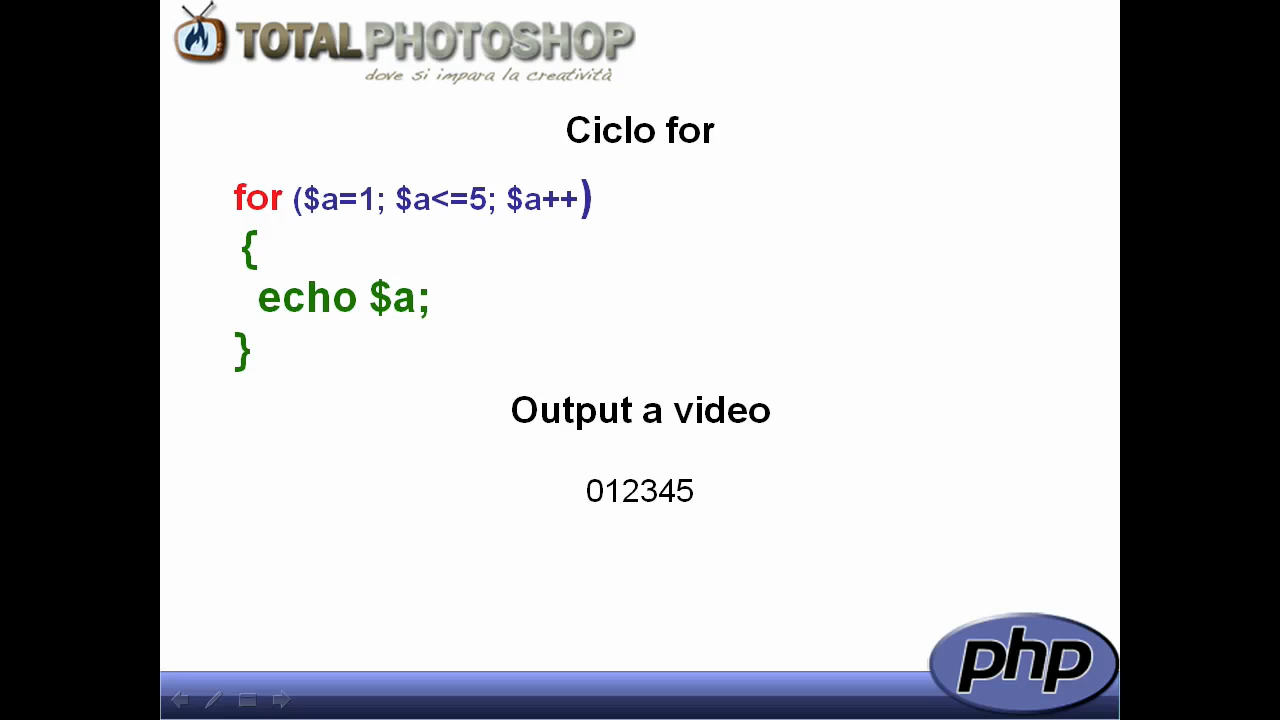 TOTALPHOTOSHOP
dove si impara la creatività
Ciclo for
for ($a=1; $a<=5; $a++)
{
echo $a;
}
Output a video
012345
php